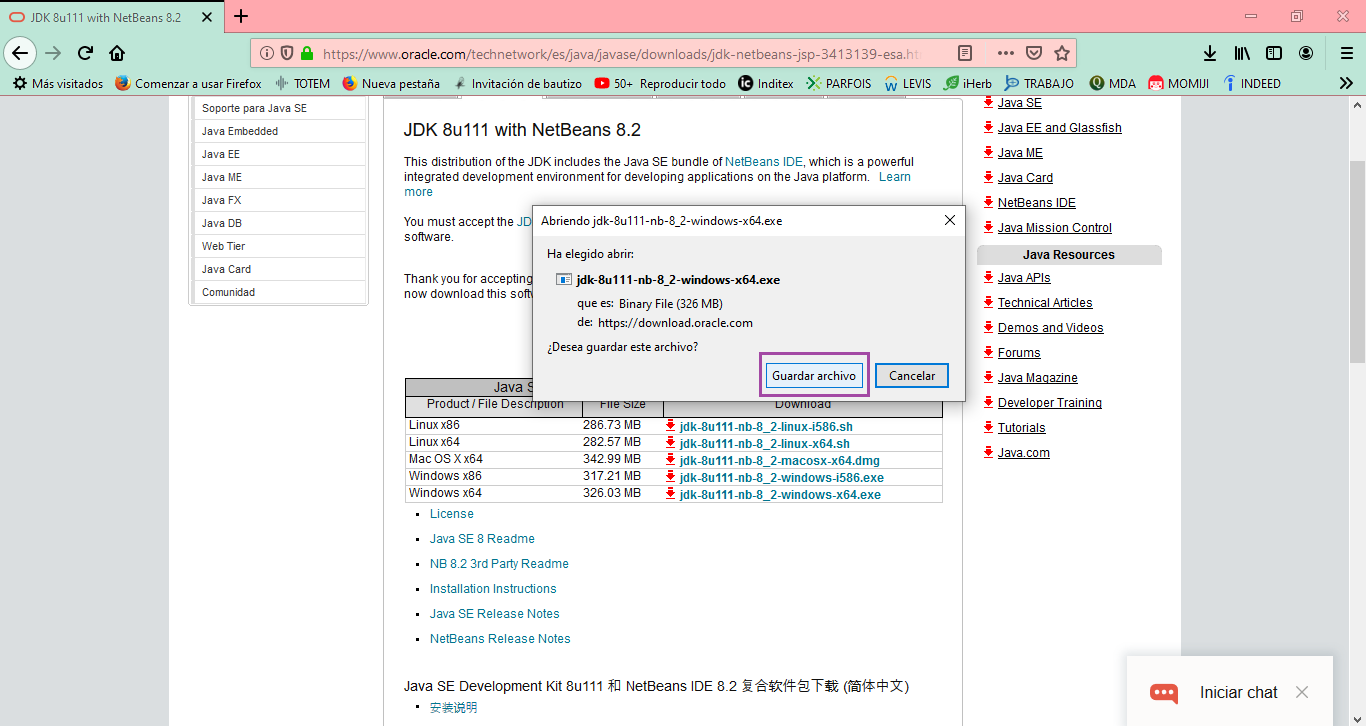 JDK 8u111 with NetBeans 8.2
https://www.oracle.com/technetwork/es/java/javase/downloads/jdk-netbeans-jsp-3413139-esa.ht
Más visitados Comenzar a usar Firefox TOTEM Nueva pestaña Invitación de bautizo 50+ Reproducir todo Inditex PARFOIS LEVIS iHerb TRABAJO MDA MOMIJI INDEED
Soporte para Java SE
Java Embedded
Java EE
Java ME
Java FX
Java DB
Web Tier
Java Card
Comunidad
JDK 8u111 with NetBeans 8.2
This distribution of the JDK includes the Java SE bundle of NetBeans IDE, which is a powerful
integrated development environment for developing applications on the Java platform. Learn
more
You must accept the JD
software.
Thank you for accepting
now download this softw
Abriendo jdk-8u111-nb-8_2-windows-x64.exe
Ha elegido abrir:
jdk-8u111-nb-8_2-windows-x64.exe
que es: Binary File (326 MB)
de: https://download.oracle.com
¿Desea guardar este archivo?
Guardar archivo Cancelar
Java S
Product / File Description File Size Download
Linux x86 286.73 MB jdk-8u111-nb-8_2-linux-i586.sh
Linux x64 282.57 MB jdk-8u111-nb-8_2-linux-x64.sh
Mac OS X x64 342.99 MB jdk-8u111-nb-8_2-macosx-x64.dmg
Windows x86 317.21 MB jdk-8u111-nb-8_2-windows-i586.exe
Windows x64 326.03 MB jdk-8u111-nb-8_2-windows-x64.exe
License
Java SE 8 Readme
NB 8.2 3rd Party Readme
Installation Instructions
Java SE Release Notes
NetBeans Release Notes
Java SE Development Kit 8u111 和 NetBeans IDE 8.2 复合软件包下载 (简体中文)
安装说明
Java SE
Java EE and Glassfish
Java ME
Java Card
NetBeans IDE
Java Mission Control
Java Resources
Java APIs
Technical Articles
Demos and Videos
Forums
Java Magazine
Developer Training
Tutorials
Java.com
Iniciar chat